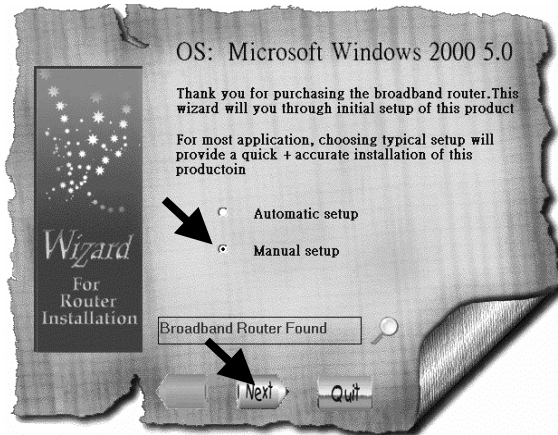 OS: Microsoft Windows 2000 5.0
Thank you for purchasing the broadband router.This
wizard will you through initial setup of this product
For most application, choosing typical setup will
provide a quick + accurate installation of this
productoin
Automatic setup
Manual setup
Wizard
For
Router
Installation
Broadband Router Found
Next
Quit